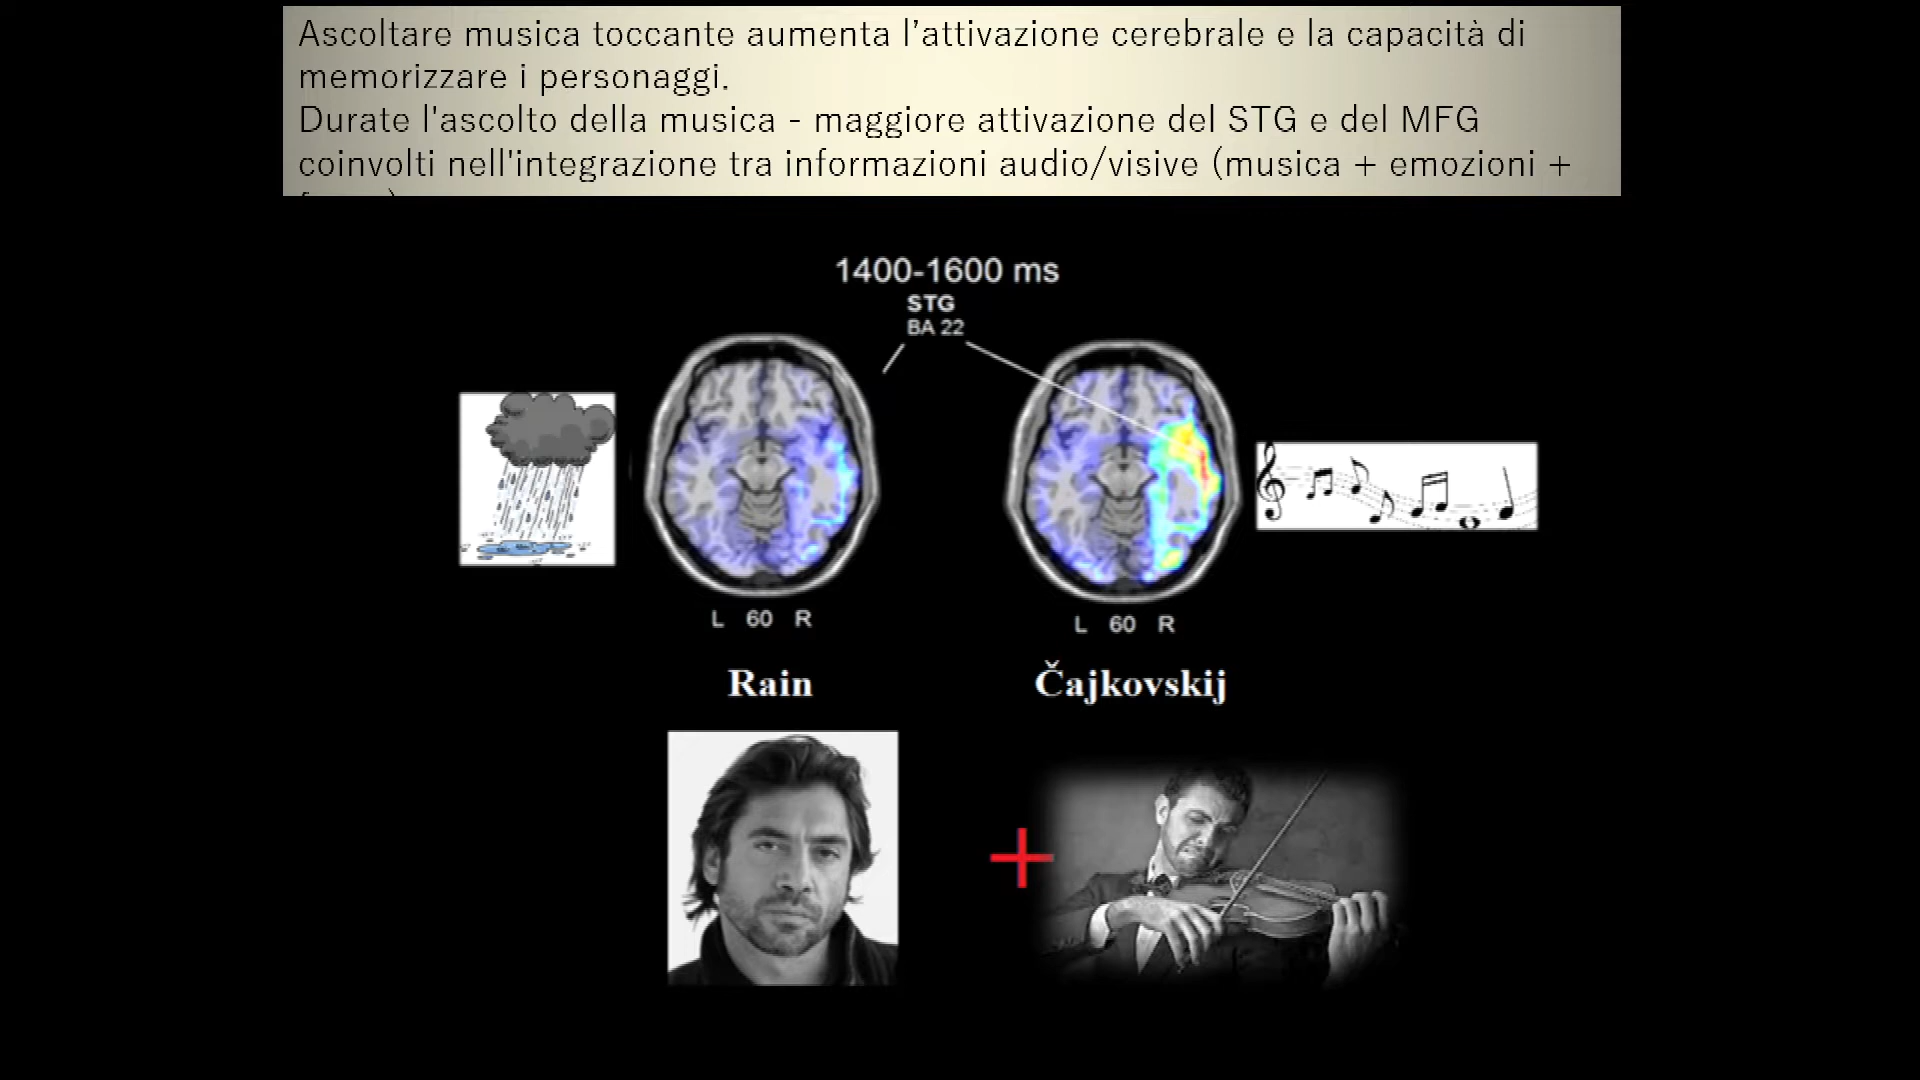 Ascoltare musica toccante aumenta l’attivazione cerebrale e la capacità di
memorizzare i personaggi.
Durate l'ascolto della musica - maggiore attivazione del STG e del MFG
coinvolti nell'integrazione tra informazioni audio/visive (musica + emozioni +
1400-1600 ms
STG
BA 22
L 60 R
L 60 R
Rain
Čajkovskij